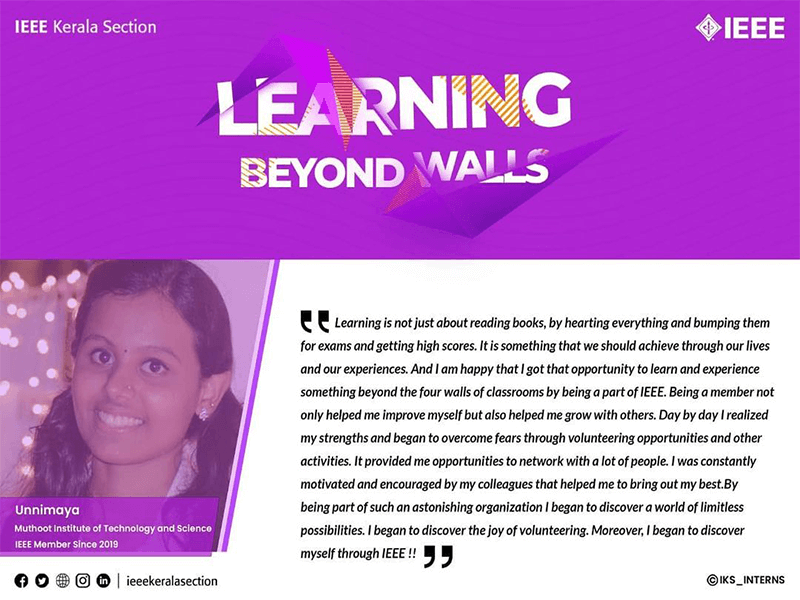 IEEE Kerala Section
IEEE
LEARNING
BEYOND WALLS
Learning is not just about reading books, by hearting everything and bumping them
for exams and getting high scores. It is something that we should achieve through our lives
and our experiences. And I am happy that I got that opportunity to learn and experience
something beyond the four walls of classrooms by being a part of IEEE. Being a member not
only helped me improve myself but also helped me grow with others. Day by day I realized
my strengths and began to overcome fears through volunteering opportunities and other
activities. It provided me opportunities to network with a lot of people. I was constantly
motivated and encouraged by my colleagues that helped me to bring out my best.By
being part of such an astonishing organization I began to discover a world of limitless
possibilities. I began to discover the joy of volunteering. Moreover, I began to discover
myself through IEEE !!
Unnimaya
Muthoot Institute of Technology and Science
IEEE Member Since 2019
ieeekeralasection
©IKS_INTERNS